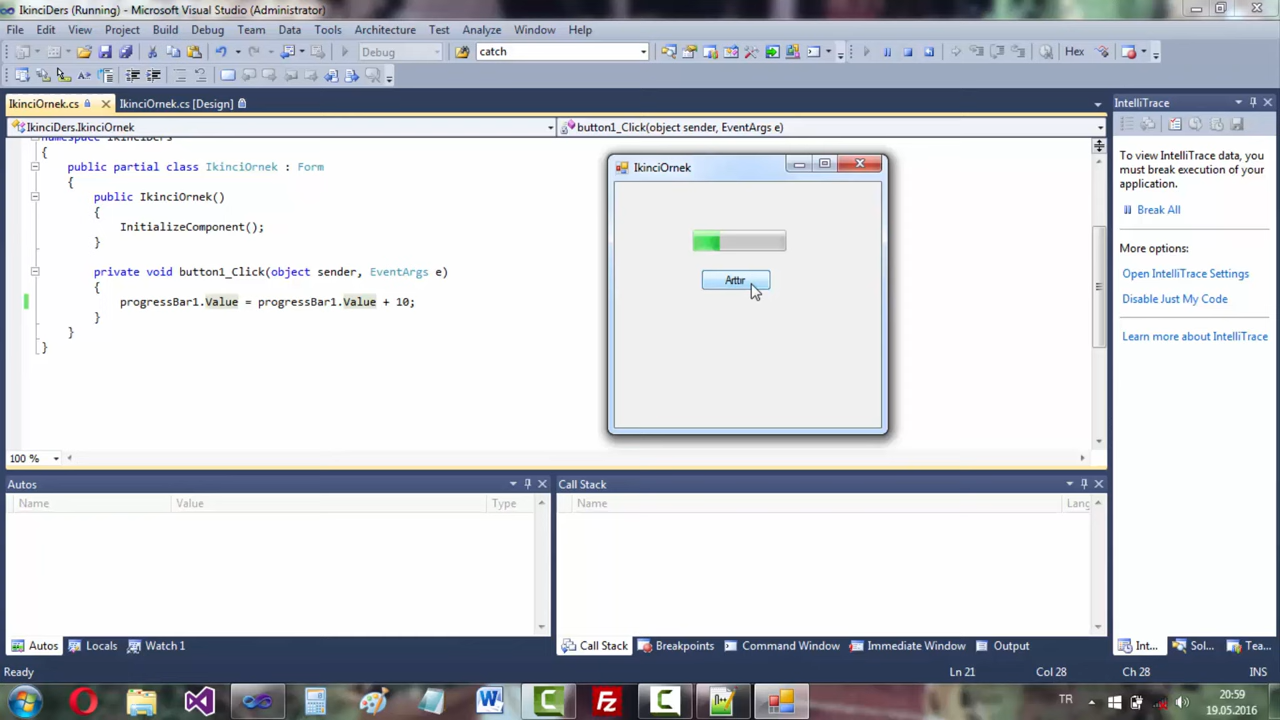 IkinciDers (Running) - Microsoft Visual Studio (Administrator)
File Edit View Project Build Debug Team Data Tools Architecture Test Analyze Window Help
Debug catch Hex
IkinciOrnek.cs IkinciOrnek.cs [Design]
IkinciDers.IkinciOrnek button1_Click(object sender, EventArgs e)
namespace IkinciDers
{
public partial class IkinciOrnek : Form
{
public IkinciOrnek()
{
InitializeComponent();
}
private void button1_Click(object sender, EventArgs e)
{
progressBar1.Value = progressBar1.Value + 10;
}
}
}
100 %
IkinciOrnek
Arttır
IntelliTrace
To view IntelliTrace data, you must break execution of your application.
Break All
More options:
Open IntelliTrace Settings
Disable Just My Code
Learn more about IntelliTrace
Autos
Name Value Type
Call Stack
Name Lang
Autos Locals Watch 1
Call Stack Breakpoints Command Window Immediate Window Output
Int... Sol... Tea...
Ready Ln 21 Col 28 Ch 28 INS
TR 20:59
19.05.2016